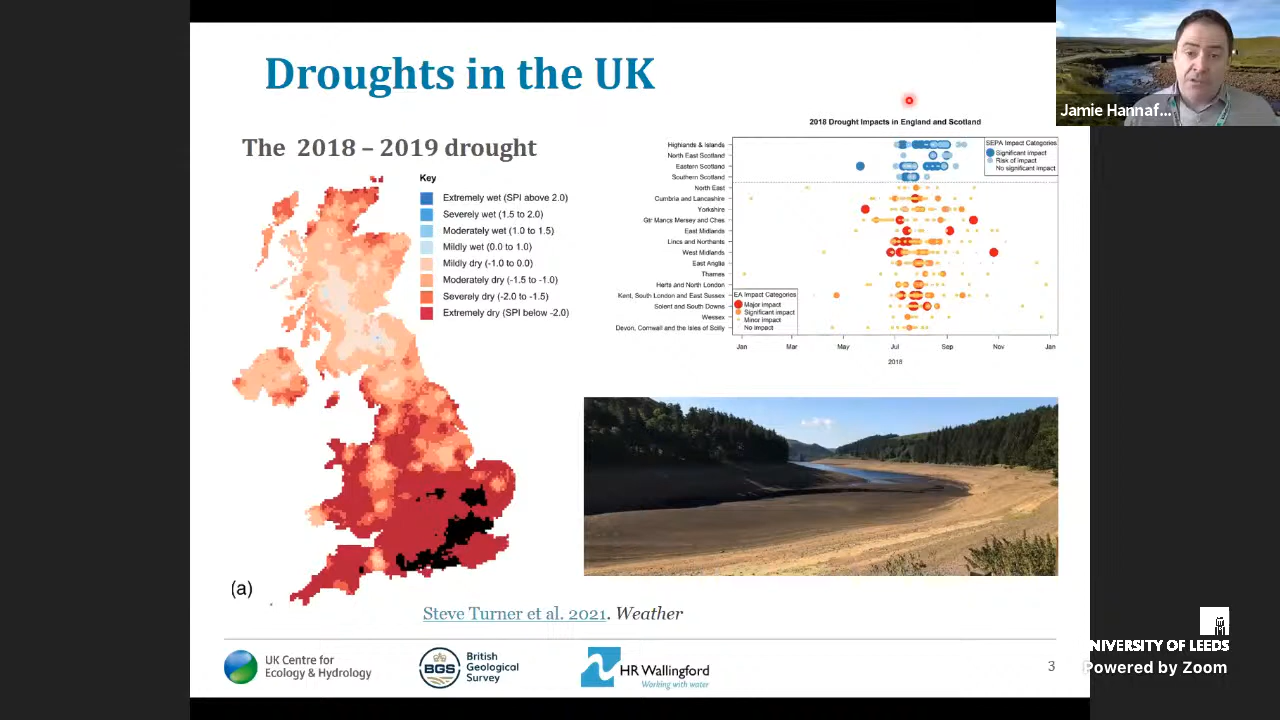 Droughts in the UK
The 2018 – 2019 drought
Key
Extremely wet (SPI above 2.0)
Severely wet (1.5 to 2.0)
Moderately wet (1.0 to 1.5)
Mildly wet (0.0 to 1.0)
Mildly dry (-1.0 to 0.0)
Moderately dry (-1.5 to -1.0)
Severely dry (-2.0 to -1.5)
Extremely dry (SPI below -2.0)
(a)
2018 Drought Impacts in England and Scotland
Highlands & Islands
North East Scotland
Eastern Scotland
Southern Scotland
North East
Cumbria and Lancashire
Yorkshire
Gtr Mancs Mersey and Ches
East Midlands
Lincs and Northants
West Midlands
East Anglia
Thames
Herts and North London
Kent, South London and East Sussex
Solent and South Downs
Wessex
Devon, Cornwall and the Isles of Scilly
SEPA Impact Categories
Significant impact
Risk of impact
No significant impact
EA Impact Categories
Major impact
Significant impact
Minor impact
No impact
Jan Mar May Jul Sep Nov Jan
2018
Steve Turner et al. 2021. Weather
UK Centre for
Ecology & Hydrology
BGS
British
Geological
Survey
HR Wallingford
Working with water
3
Jamie Hannaf...
UNIVERSITY OF LEEDS
Powered by Zoom